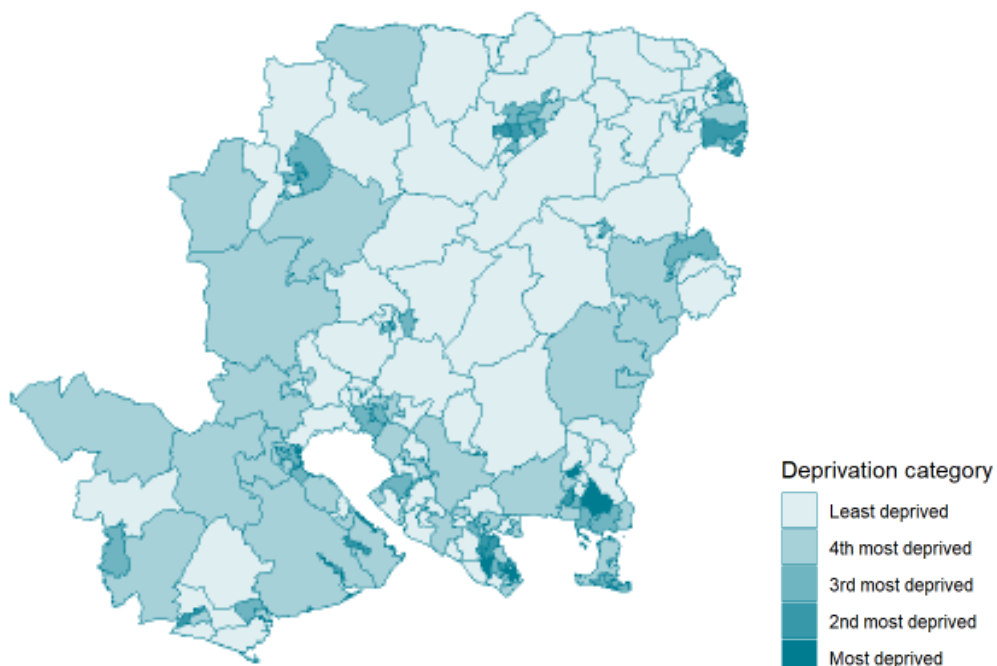 Deprivation category
Least deprived
4th most deprived
3rd most deprived
2nd most deprived
Most deprived